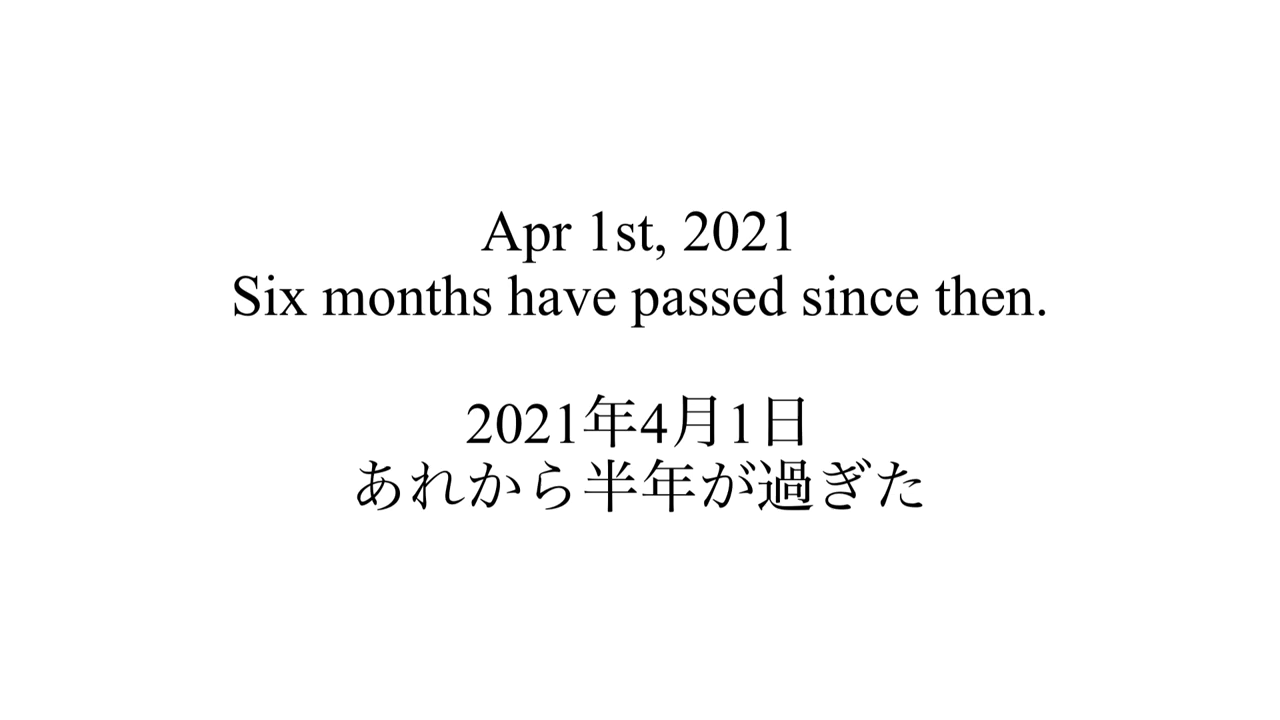 Apr 1st, 2021
Six months have passed since then.
2021年4月1日
あれから半年が過ぎた